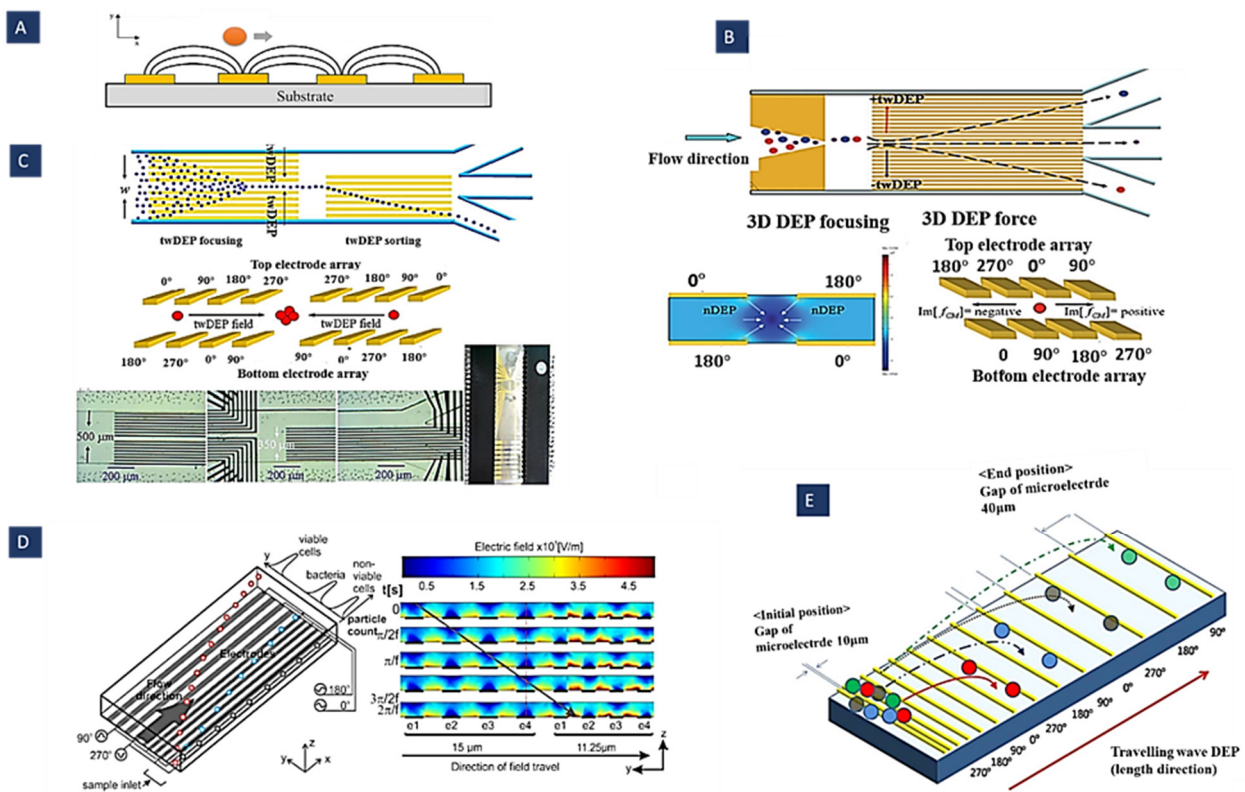 A
y
x
Substrate
B
+twDEP
Flow direction
-twDEP
3D DEP focusing
3D DEP force
Top electrode array
0°
180°
180° 270° 0° 90°
nDEP
nDEP
Im[fCM]= negative
Im[fCM]= positive
180°
0°
0 90° 180° 270°
Bottom electrode array
C
w
twDEP
twDEP
twDEP focusing
twDEP sorting
Top electrode array
0° 90° 180° 270°
270° 180° 90° 0°
twDEP field
twDEP field
180° 270° 0° 90°
90° 0° 270° 180°
Bottom electrode array
500 µm
350 µm
200 µm
200 µm
200 µm
D
y
viable
cells
bacteria
non-
viable
cells
particle
count
Electrodes
Flow
direction
180°
0°
90°
270°
sample inlet
z
y
x
Electric field x10⁵[V/m]
0.5 1.5 2.5 3.5 4.5
t[s]
0
π/2f
π/f
3π/2f
2π/f
e1 e2 e3 e4 e1 e2 e3 e4
15 µm
11.25µm
Direction of field travel
z
y
E
<End position>
Gap of microelectrde
40µm
<Initial position>
Gap of
microelectrde 10µm
90°
180°
270°
0°
90°
180°
270°
0°
90°
180°
270°
Travelling wave DEP
(length direction)